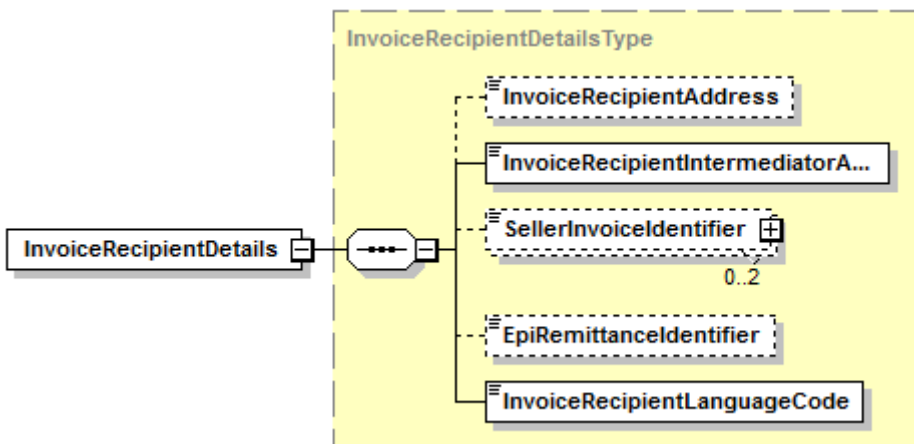 InvoiceRecipientDetailsType
InvoiceRecipientAddress
InvoiceRecipientIntermediatorA...
SellerInvoiceIdentifier
0..2
InvoiceRecipientDetails
EpiRemittanceIdentifier
InvoiceRecipientLanguageCode